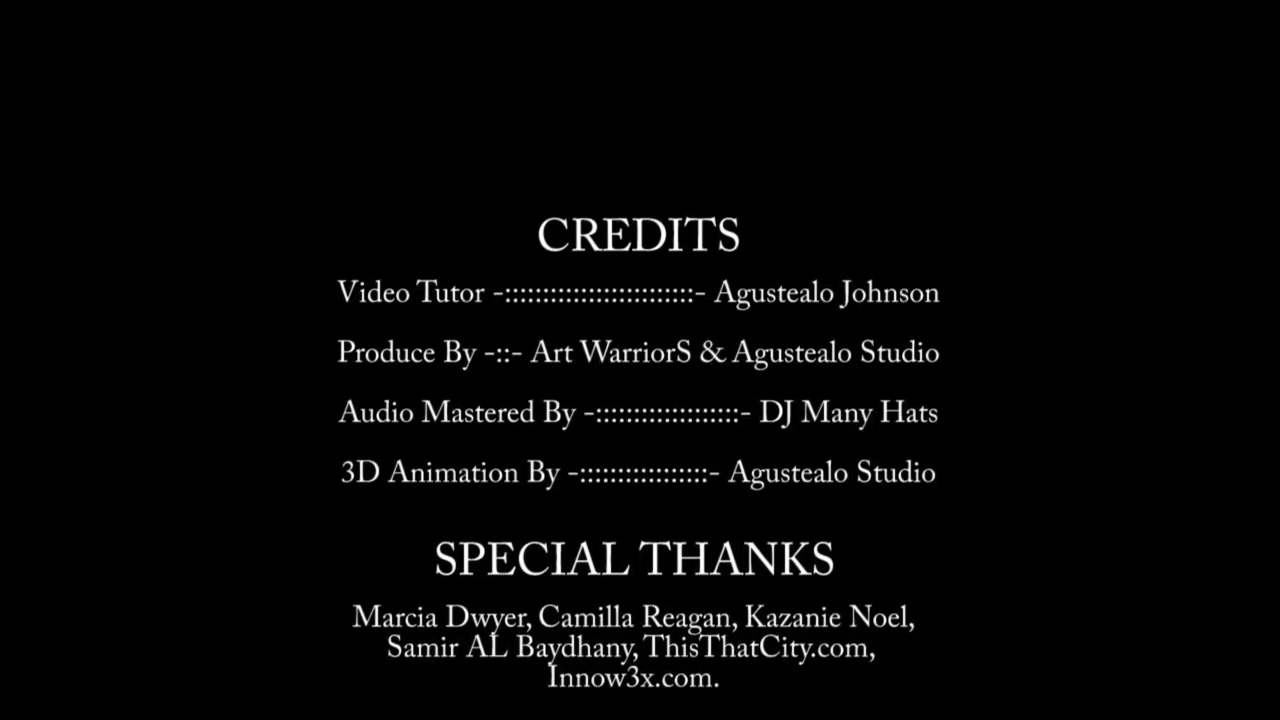 CREDITS
Video Tutor -:::::::::::::::::::::::::- Agustealo Johnson
Produce By -::- Art WarriorS & Agustealo Studio
Audio Mastered By -:::::::::::::::::::- DJ Many Hats
3D Animation By -:::::::::::::::::- Agustealo Studio
SPECIAL THANKS
Marcia Dwyer, Camilla Reagan, Kazanie Noel,
Samir AL Baydhany, ThisThatCity.com,
Innow3x.com.